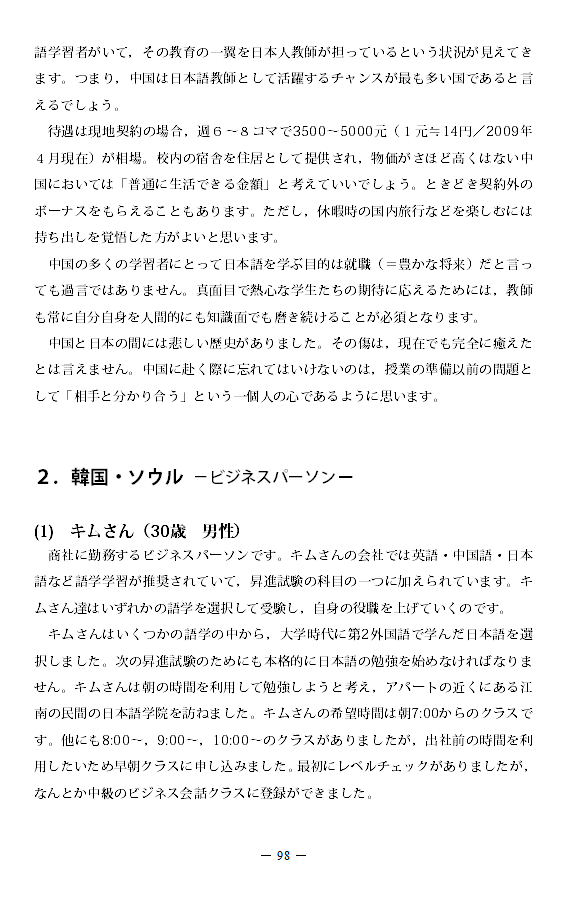 語学習者がいて，その教育の一翼を日本人教師が担っているという状況が見えてき
ます。つまり，中国は日本語教師として活躍するチャンスが最も多い国であると言
えるでしょう。
待遇は現地契約の場合，週６～８コマで3500～5000元（１元≒14円／2009年
４月現在）が相場。校内の宿舎を住居として提供され，物価がさほど高くはない中
国においては「普通に生活できる金額」と考えていいでしょう。ときどき契約外の
ボーナスをもらえることもあります。ただし，休暇時の国内旅行などを楽しむには
持ち出しを覚悟した方がよいと思います。
中国の多くの学習者にとって日本語を学ぶ目的は就職（＝豊かな将来）だと言っ
ても過言ではありません。真面目で熱心な学生たちの期待に応えるためには，教師
も常に自分自身を人間的にも知識面でも磨き続けることが必須となります。
中国と日本の間には悲しい歴史がありました。その傷は，現在でも完全に癒えた
とは言えません。中国に赴く際に忘れてはいけないのは，授業の準備以前の問題と
して「相手と分かり合う」という一個人の心であるように思います。
２．韓国・ソウル －ビジネスパーソンー
(1)　キムさん（30歳　男性）
商社に勤務するビジネスパーソンです。キムさんの会社では英語・中国語・日本
語など語学学習が推奨されていて，昇進試験の科目の一つに加えられています。キ
ムさん達はいずれかの語学を選択して受験し，自身の役職を上げていくのです。
キムさんはいくつかの語学の中から，大学時代に第2外国語で学んだ日本語を選
択しました。次の昇進試験のためにも本格的に日本語の勉強を始めなければなりま
せん。キムさんは朝の時間を利用して勉強しようと考え，アパートの近くにある江
南の民間の日本語学院を訪ねました。キムさんの希望時間は朝7:00からのクラスで
す。他にも8:00～，9:00～，10:00～のクラスがありましたが，出社前の時間を利
用したいため早朝クラスに申し込みました。最初にレベルチェックがありましたが，
なんとか中級のビジネス会話クラスに登録ができました。
― 98 ―